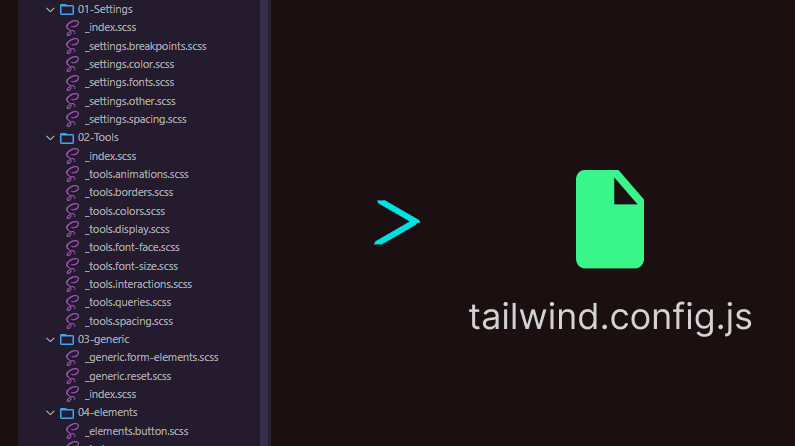 01-Settings
_index.scss
_settings.breakpoints.scss
_settings.color.scss
_settings.fonts.scss
_settings.other.scss
_settings.spacing.scss
02-Tools
_index.scss
_tools.animations.scss
_tools.borders.scss
_tools.colors.scss
_tools.display.scss
_tools.font-face.scss
_tools.font-size.scss
_tools.interactions.scss
_tools.queries.scss
_tools.spacing.scss
03-generic
_generic.form-elements.scss
_generic.reset.scss
_index.scss
04-elements
_elements.button.scss
>
tailwind.config.js